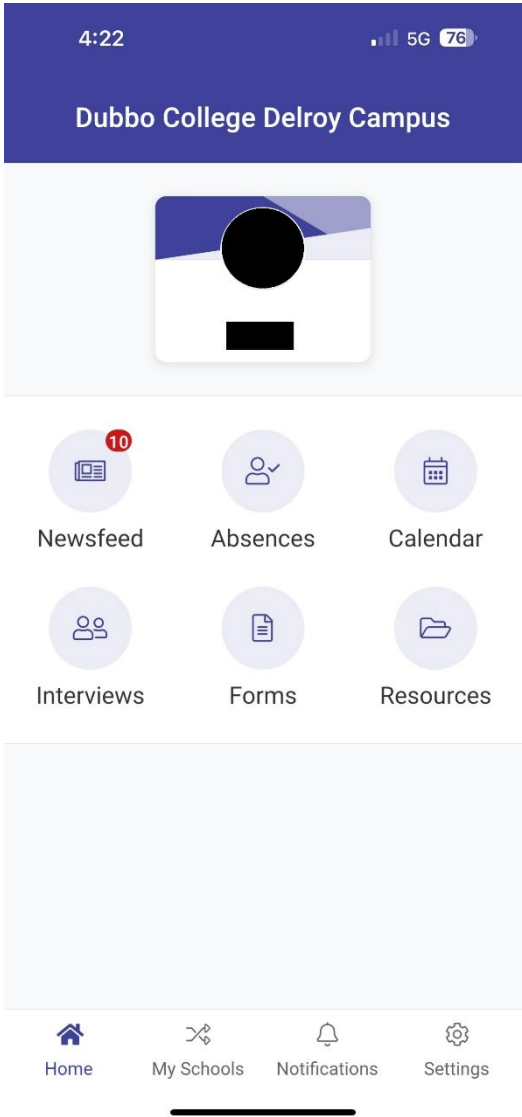 4:22 5G 76
Dubbo College Delroy Campus
10
Newsfeed Absences Calendar
Interviews Forms Resources
Home My Schools Notifications Settings